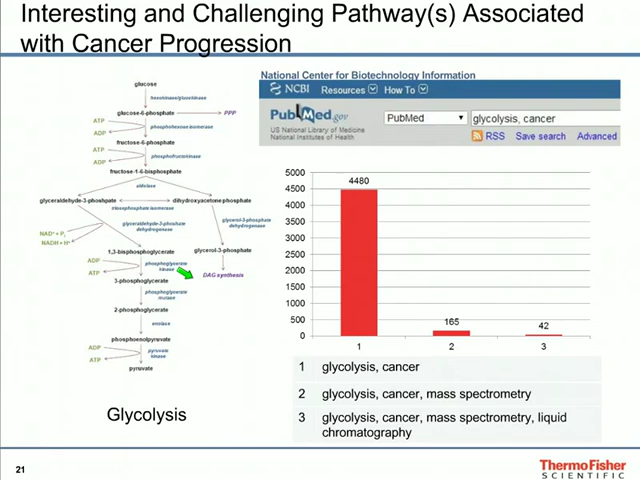 Interesting and Challenging Pathway(s) Associated
with Cancer Progression
glucose
hexokinase/glucokinase
glucose-6-phosphate
PPP
ATP
ADP
phosphohexose isomerase
fructose-6-phosphate
ATP
ADP
phosphofructokinase
fructose-1-6-bisphosphate
aldolase
glyceraldehyde-3-phosphate
dihydroxyacetone phosphate
triosephosphate isomerase
glyceraldehyde-3-phosphate
dehydrogenase
glycerol-3-phosphate
dehydrogenase
NAD⁺ + Pᵢ
NADH + H⁺
1,3-bisphosphoglycerate
glycerol-3-phosphate
ADP
ATP
phosphoglycerate
kinase
DAG synthesis
3-phosphoglycerate
phosphoglycerate
mutase
2-phosphoglycerate
enolase
phosphoenolpyruvate
ADP
ATP
pyruvate
kinase
pyruvate
Glycolysis
National Center for Biotechnology Information
NCBI Resources How To
PubMed.gov
US National Library of Medicine
National Institutes of Health
PubMed
glycolysis, cancer
RSS Save search Advanced
5000
4500
4000
3500
3000
2500
2000
1500
1000
500
0
4480
165
42
1 2 3
1 glycolysis, cancer
2 glycolysis, cancer, mass spectrometry
3 glycolysis, cancer, mass spectrometry, liquid
chromatography
21
ThermoFisher
SCIENTIFIC